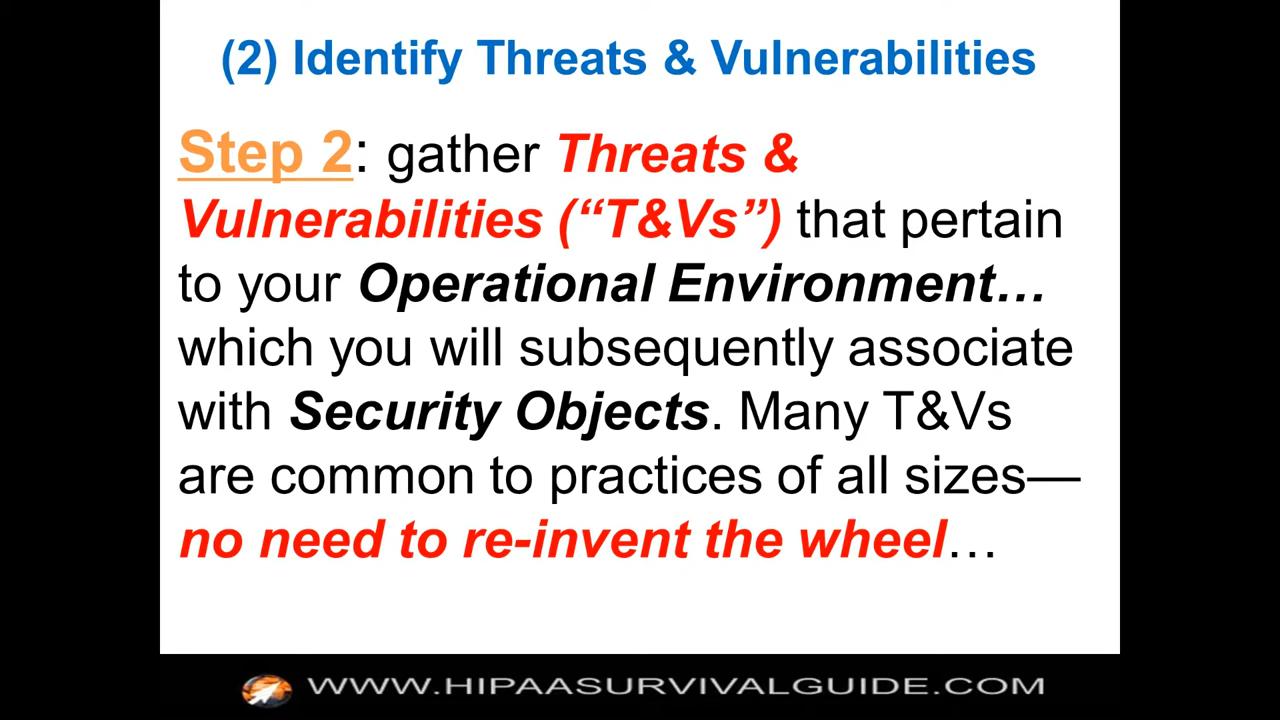 (2) Identify Threats & Vulnerabilities
Step 2: gather Threats &
Vulnerabilities (“T&Vs”) that pertain
to your Operational Environment…
which you will subsequently associate
with Security Objects. Many T&Vs
are common to practices of all sizes—
no need to re-invent the wheel…
WWW.HIPAASURVIVALGUIDE.COM